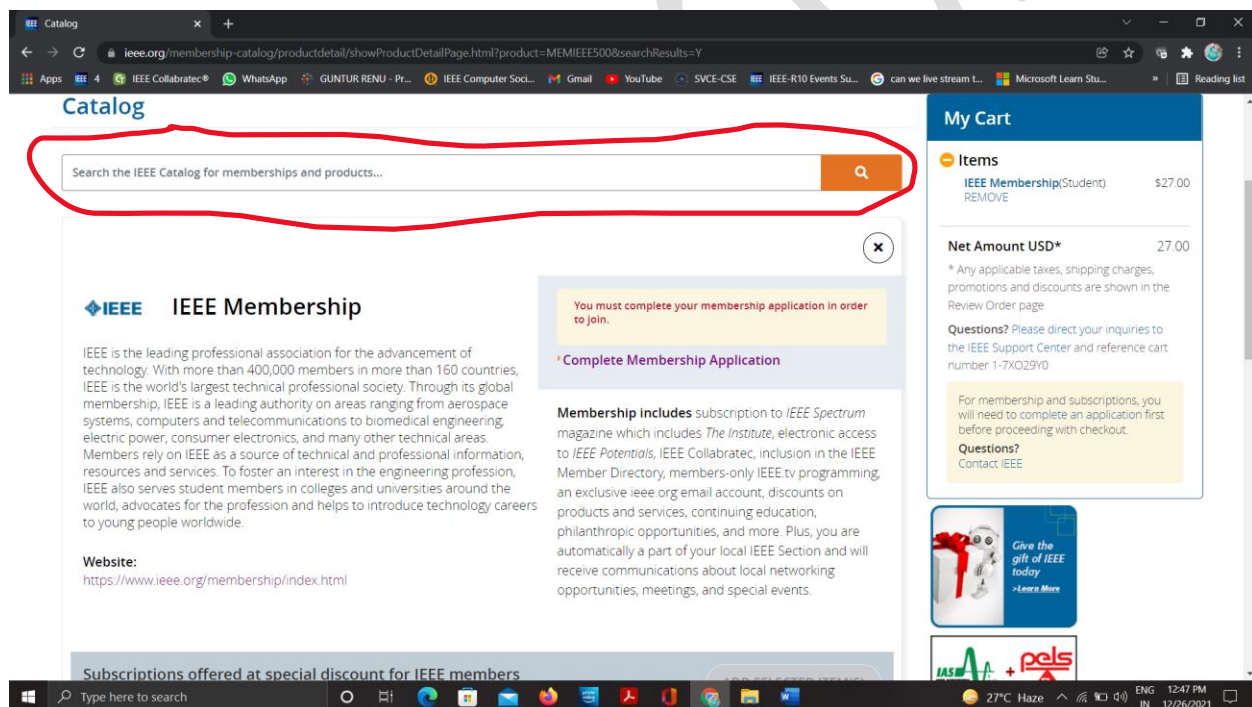 Catalog
ieee.org/membership-catalog/productdetail/showProductDetailPage.html?product=MEMIEEE500&searchResults=Y
Apps
4
IEEE Collabratec®
WhatsApp
GUNTUR RENU - Pr...
IEEE Computer Soci...
Gmail
YouTube
SVCE-CSE
IEEE-R10 Events Su...
can we live stream t...
Microsoft Learn Stu...
»
Reading list
Catalog
Search the IEEE Catalog for memberships and products...
IEEE
IEEE Membership
IEEE is the leading professional association for the advancement of
technology. With more than 400,000 members in more than 160 countries,
IEEE is the world's largest technical professional society. Through its global
membership, IEEE is a leading authority on areas ranging from aerospace
systems, computers and telecommunications to biomedical engineering,
electric power, consumer electronics, and many other technical areas.
Members rely on IEEE as a source of technical and professional information,
resources and services. To foster an interest in the engineering profession,
IEEE also serves student members in colleges and universities around the
world, advocates for the profession and helps to introduce technology careers
to young people worldwide.
Website:
https://www.ieee.org/membership/index.html
You must complete your membership application in order
to join.
Complete Membership Application
Membership includes subscription to IEEE Spectrum
magazine which includes The Institute, electronic access
to IEEE Potentials, IEEE Collabratec, inclusion in the IEEE
Member Directory, members-only IEEE.tv programming,
an exclusive ieee.org email account, discounts on
products and services, continuing education,
philanthropic opportunities, and more. Plus, you are
automatically a part of your local IEEE Section and will
receive communications about local networking
opportunities, meetings, and special events.
Subscriptions offered at special discount for IEEE members
ADD SELECTED ITEM(S)
My Cart
Items
IEEE Membership(Student) $27.00
REMOVE
Net Amount USD* 27.00
* Any applicable taxes, shipping charges,
promotions and discounts are shown in the
Review Order page
Questions? Please direct your inquiries to
the IEEE Support Center and reference cart
number 1-7XO29Y0
For membership and subscriptions, you
will need to complete an application first
before proceeding with checkout.
Questions?
Contact IEEE
Give the
gift of IEEE
today
>Learn More
IAS + pels
Type here to search
27°C Haze
ENG
IN
12:47 PM
12/26/2021